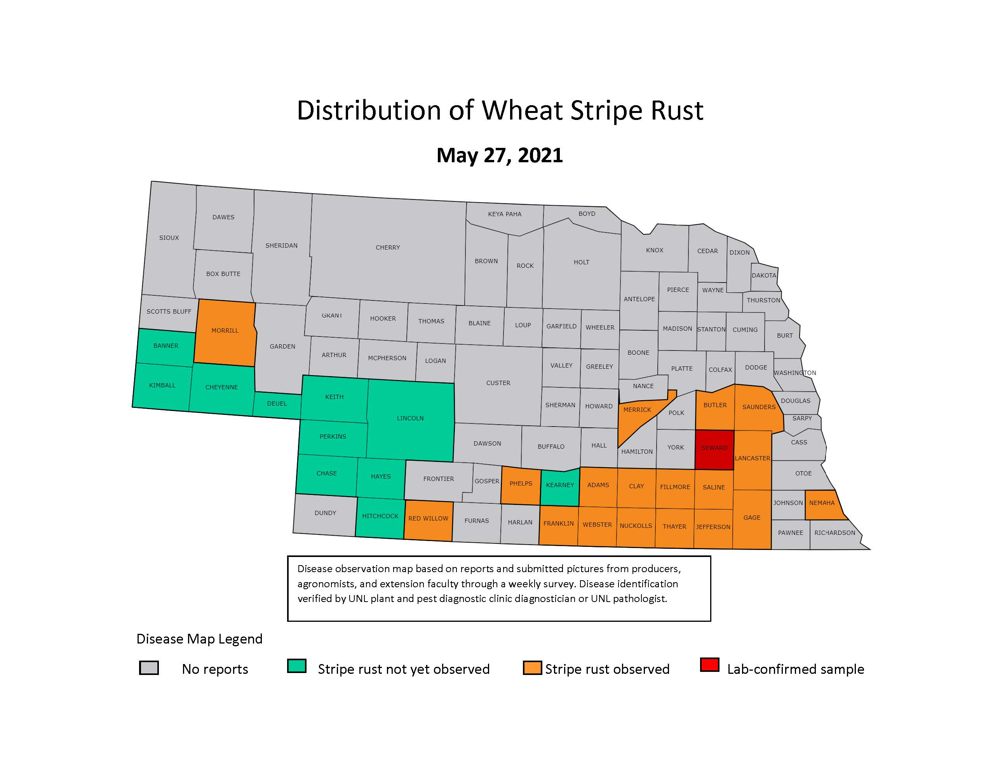 Distribution of Wheat Stripe Rust
May 27, 2021
KEYA PAHA
BOYD
DAWES
SIOUX
SHERIDAN
CHERRY
KNOX
CEDAR
DIXON
BROWN
ROCK
HOLT
BOX BUTTE
DAKOTA
PIERCE
WAYNE
ANTELOPE
THURSTON
SCOTTS BLUFF
GRANT
HOOKER
THOMAS
BLAINE
LOUP
GARFIELD
WHEELER
MADISON
STANTON
CUMING
MORRILL
BURT
BANNER
GARDEN
ARTHUR
MCPHERSON
LOGAN
BOONE
VALLEY
GREELEY
PLATTE
COLFAX
DODGE
WASHINGTON
KIMBALL
CHEYENNE
CUSTER
NANCE
DEUEL
KEITH
SHERMAN
HOWARD
MERRICK
BUTLER
SAUNDERS
DOUGLAS
LINCOLN
POLK
SARPY
PERKINS
DAWSON
BUFFALO
HALL
HAMILTON
YORK
SEWARD
CASS
LANCASTER
CHASE
HAYES
FRONTIER
GOSPER
PHELPS
KEARNEY
ADAMS
CLAY
FILLMORE
SALINE
OTOE
DUNDY
HITCHCOCK
RED WILLOW
FURNAS
HARLAN
FRANKLIN
WEBSTER
NUCKOLLS
THAYER
JEFFERSON
GAGE
JOHNSON
NEMAHA
PAWNEE
RICHARDSON
Disease observation map based on reports and submitted pictures from producers,
agronomists, and extension faculty through a weekly survey. Disease identification
verified by UNL plant and pest diagnostic clinic diagnostician or UNL pathologist.
Disease Map Legend
No reports
Stripe rust not yet observed
Stripe rust observed
Lab-confirmed sample